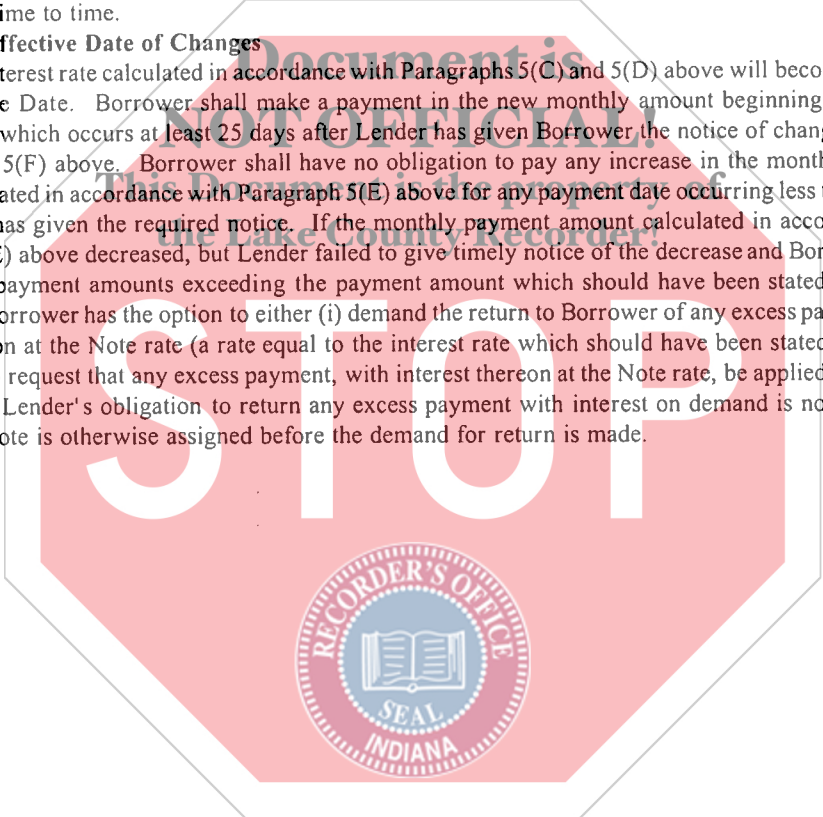 ime to time.
ffective Date of Changes
terest rate calculated in accordance with Paragraphs 5(C) and 5(D) above will beco
e Date. Borrower shall make a payment in the new monthly amount beginning
which occurs at least 25 days after Lender has given Borrower the notice of chang
5(F) above. Borrower shall have no obligation to pay any increase in the month
ated in accordance with Paragraph 5(E) above for any payment date occurring less
has given the required notice. If the monthly payment amount calculated in acco
) above decreased, but Lender failed to give timely notice of the decrease and Bor
payment amounts exceeding the payment amount which should have been stated
orrower has the option to either (i) demand the return to Borrower of any excess pa
on at the Note rate (a rate equal to the interest rate which should have been stated
request that any excess payment, with interest thereon at the Note rate, be applied
Lender's obligation to return any excess payment with interest on demand is no
ote is otherwise assigned before the demand for return is made.
Document is
NOT OFFICIAL!
This Document is the property of
the Lake County Recorder!
STOP
RECORDER'S OFFICE
SEAL
INDIANA